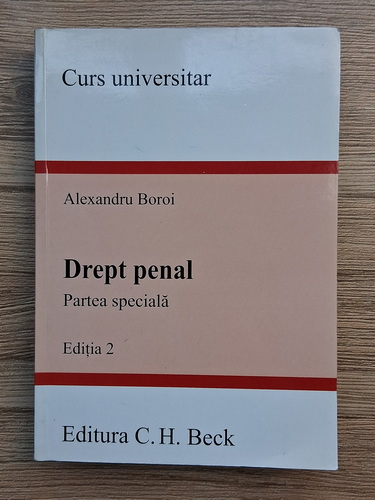 Curs universitar
Alexandru Boroi
Drept penal
Partea specială
Ediția 2
Editura C. H. Beck